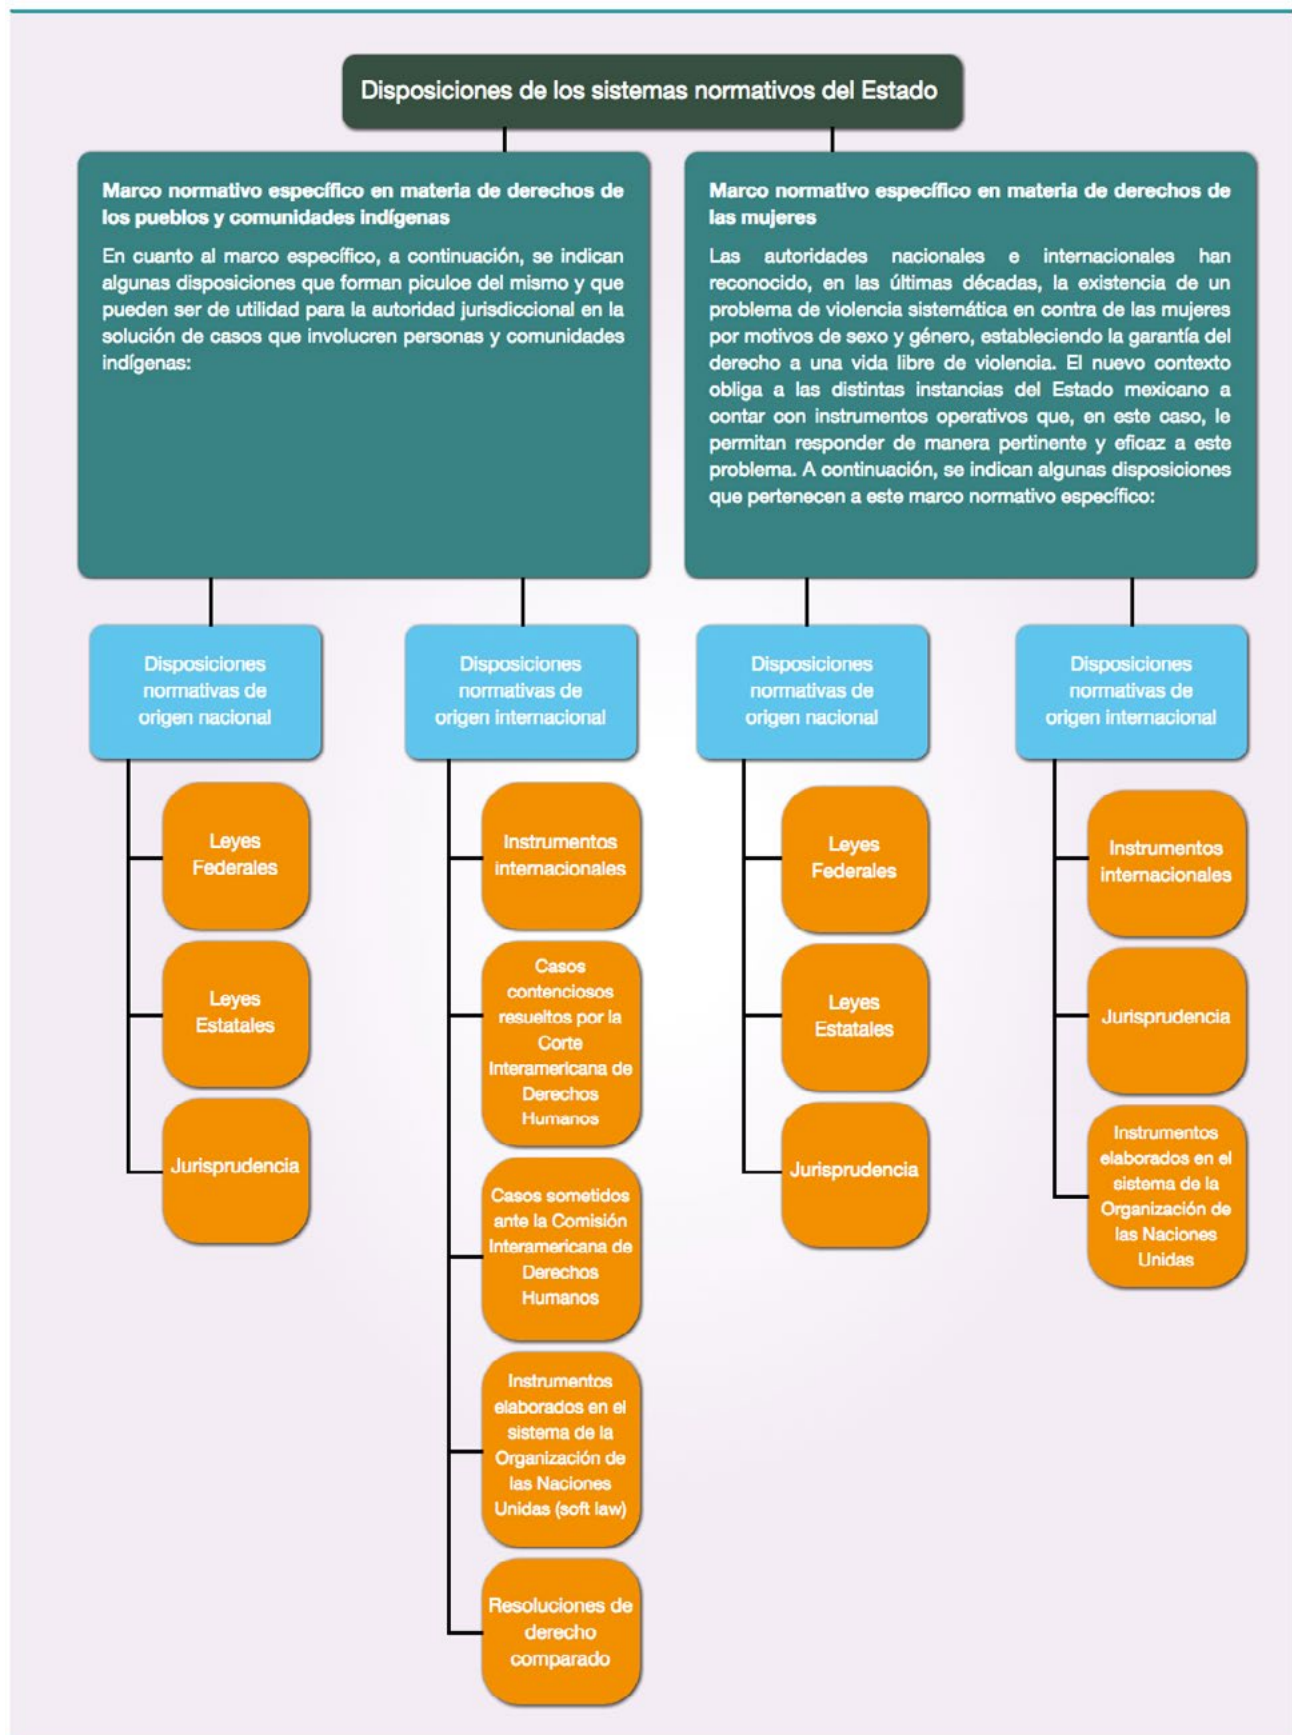 Disposiciones de los sistemas normativos del Estado
Marco normativo específico en materia de derechos de
los pueblos y comunidades indígenas
En cuanto al marco específico, a continuación, se indican
algunas disposiciones que forman piculoe del mismo y que
pueden ser de utilidad para la autoridad jurisdiccional en la
solución de casos que involucren personas y comunidades
indígenas:
Marco normativo específico en materia de derechos de
las mujeres
Las autoridades nacionales e internacionales han
reconocido, en las últimas décadas, la existencia de un
problema de violencia sistemática en contra de las mujeres
por motivos de sexo y género, estableciendo la garantía del
derecho a una vida libre de violencia. El nuevo contexto
obliga a las distintas instancias del Estado mexicano a
contar con instrumentos operativos que, en este caso, le
permitan responder de manera pertinente y eficaz a este
problema. A continuación, se indican algunas disposiciones
que pertenecen a este marco normativo específico:
Disposiciones
normativas de
origen nacional
Leyes
Federales
Leyes
Estatales
Jurisprudencia
Disposiciones
normativas de
origen internacional
Instrumentos
internacionales
Casos
contenciosos
resueltos por la
Corte
Interamericana de
Derechos
Humanos
Casos sometidos
ante la Comisión
Interamericana de
Derechos
Humanos
Instrumentos
elaborados en el
sistema de la
Organización de
las Naciones
Unidas (soft law)
Resoluciones de
derecho
comparado
Disposiciones
normativas de
origen nacional
Leyes
Federales
Leyes
Estatales
Jurisprudencia
Disposiciones
normativas de
origen internacional
Instrumentos
internacionales
Jurisprudencia
Instrumentos
elaborados en el
sistema de la
Organización de
las Naciones
Unidas